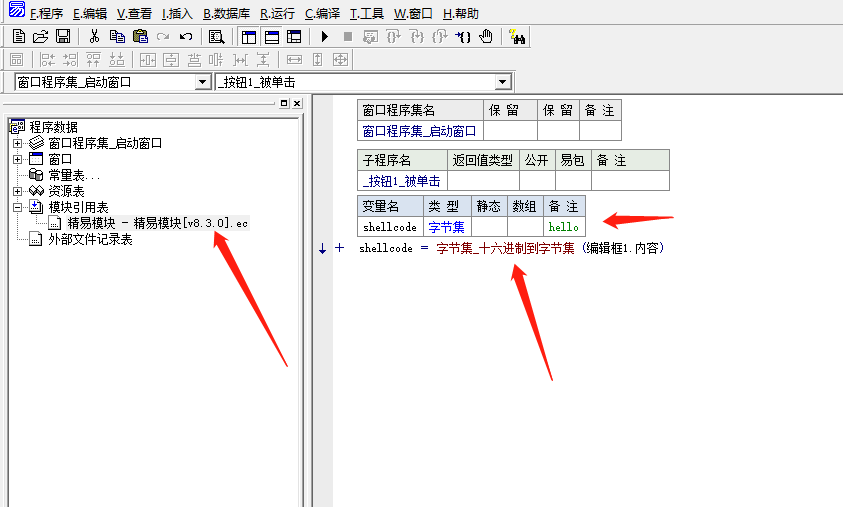 F.程序 E.编辑 V.查看 I.插入 B.数据库 R.运行 C.编译 T.工具 W.窗口 H.帮助
窗口程序集_启动窗口 _按钮1_被单击
程序数据
窗口程序集_启动窗口
窗口
常量表...
资源表
模块引用表
精易模块 - 精易模块[v8.3.0].ec
外部文件记录表
窗口程序集名 保 留 保 留 备 注
窗口程序集_启动窗口
子程序名 返回值类型 公开 易包 备 注
_按钮1_被单击
变量名 类 型 静态 数组 备 注
shellcode 字节集 hello
shellcode = 字节集_十六进制到字节集 (编辑框1.内容)